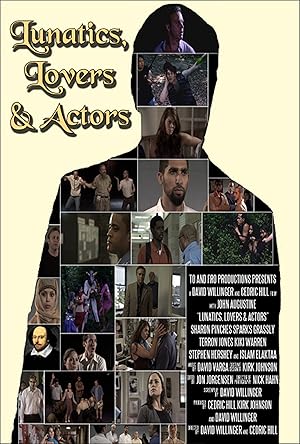 Lunatics,
Lovers
& Actors
TO AND FRO PRODUCTIONS PRESENTS
A DAVID WILLINGER AND CEDRIC HILL FILM
WITH JOHN AUGUSTINE
"LUNATICS, LOVERS & ACTORS"
SHARON PINCHES SPARKS GRASSLY
TERRON JONES KIKI WARREN
STEPHEN HERSHEY AND ISLAM ELAKTAA
DAVID VARGA KIRK JOHNSON
JON JORGENSEN NICK HAHN
DAVID WILLINGER
CEDRIC HILL KIRK JOHNSON
AND DAVID WILLINGER
DAVID WILLINGER AND CEDRIC HILL